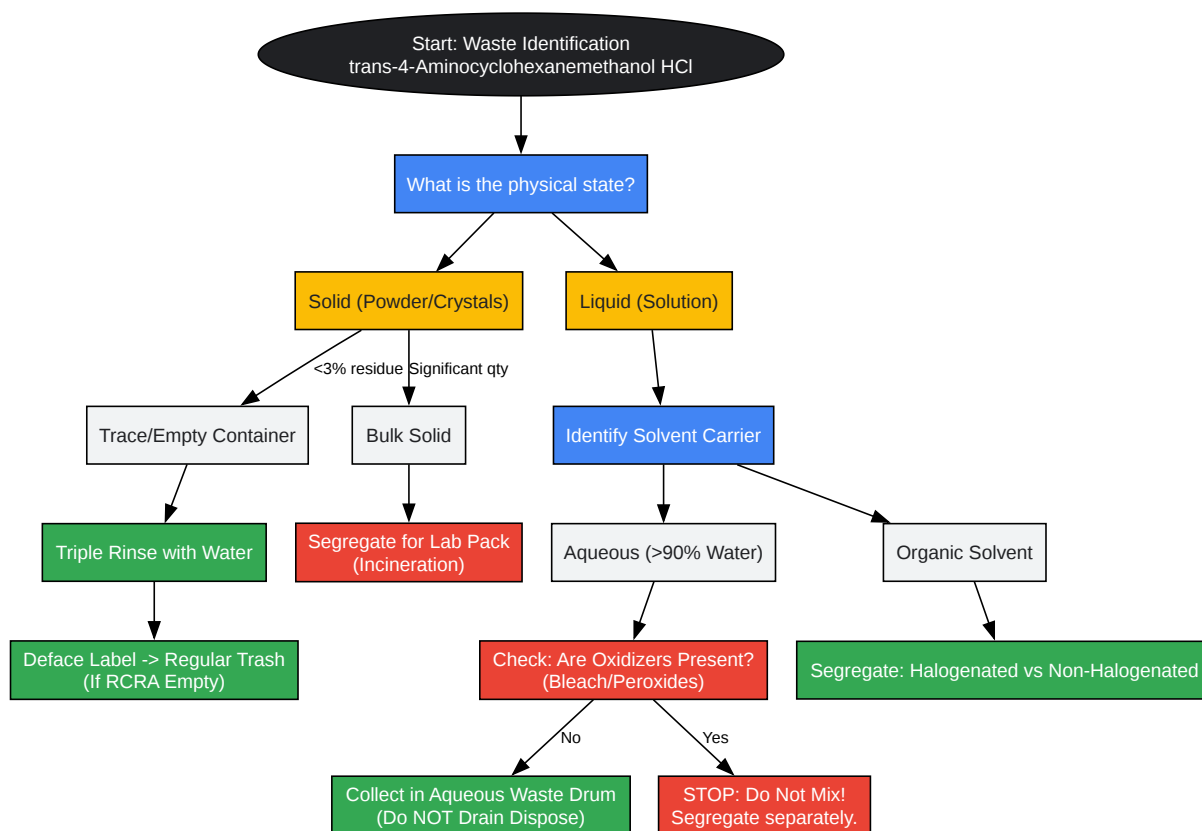 Start: Waste Identification
trans-4-Aminocyclohexanemethanol HCl
What is the physical state?
Solid (Powder/Crystals)
Liquid (Solution)
<3% residue
Significant qty
Trace/Empty Container
Bulk Solid
Identify Solvent Carrier
Triple Rinse with Water
Segregate for Lab Pack
(Incineration)
Aqueous (>90% Water)
Organic Solvent
Deface Label -> Regular Trash
(If RCRA Empty)
Check: Are Oxidizers Present?
(Bleach/Peroxides)
Segregate: Halogenated vs Non-Halogenated
No
Yes
Collect in Aqueous Waste Drum
(Do NOT Drain Dispose)
STOP: Do Not Mix!
Segregate separately.